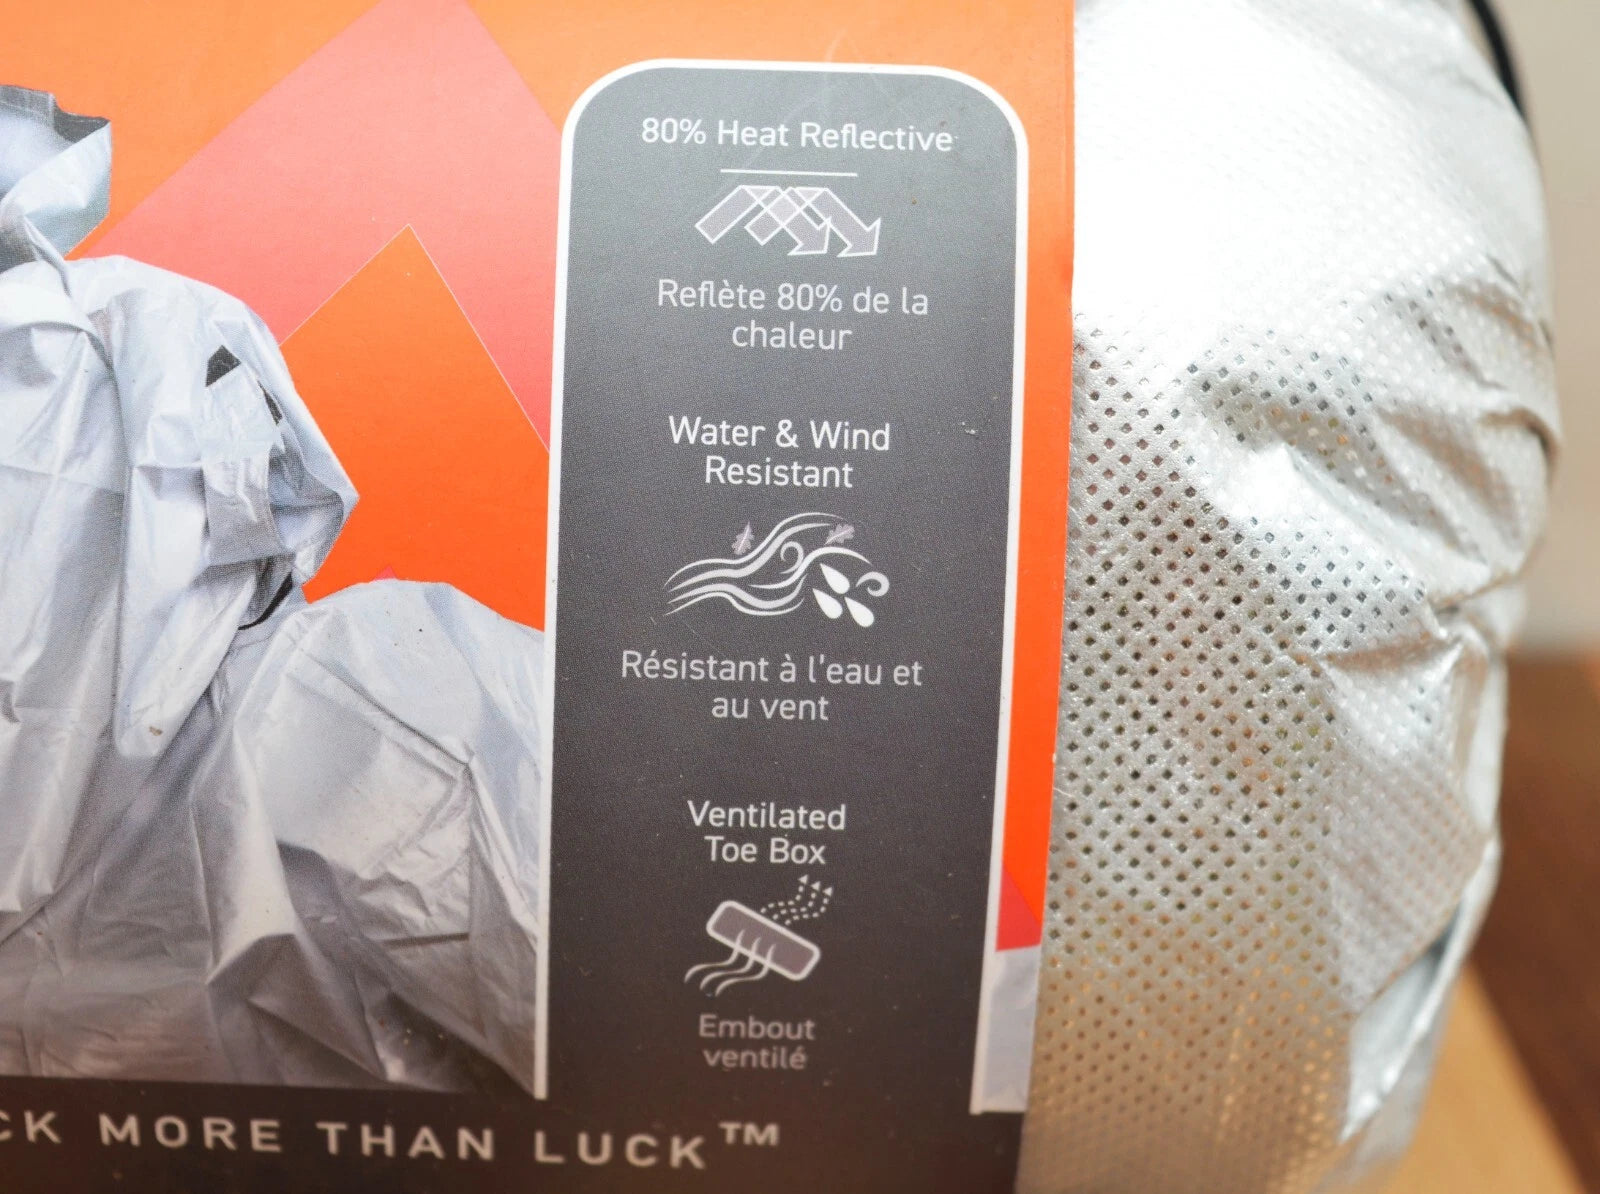 80% Heat Reflective
Reflète 80% de la
chaleur
Water & Wind
Resistant
Résistant à l'eau et
au vent
Ventilated
Toe Box
Embout
ventilé
MORE THAN LUCK™